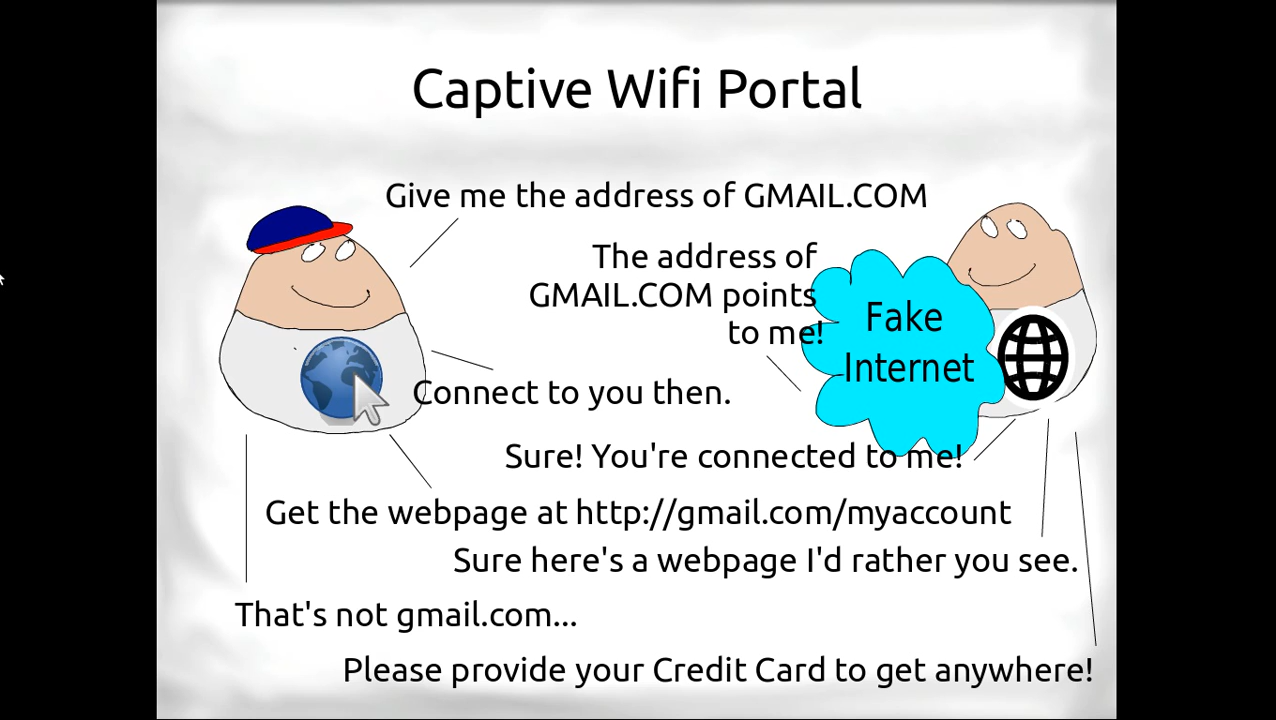 Captive Wifi Portal
Give me the address of GMAIL.COM
The address of
GMAIL.COM points
to me!
Fake
Internet
Connect to you then.
Sure! You're connected to me!
Get the webpage at http://gmail.com/myaccount
Sure here's a webpage I'd rather you see.
That's not gmail.com...
Please provide your Credit Card to get anywhere!